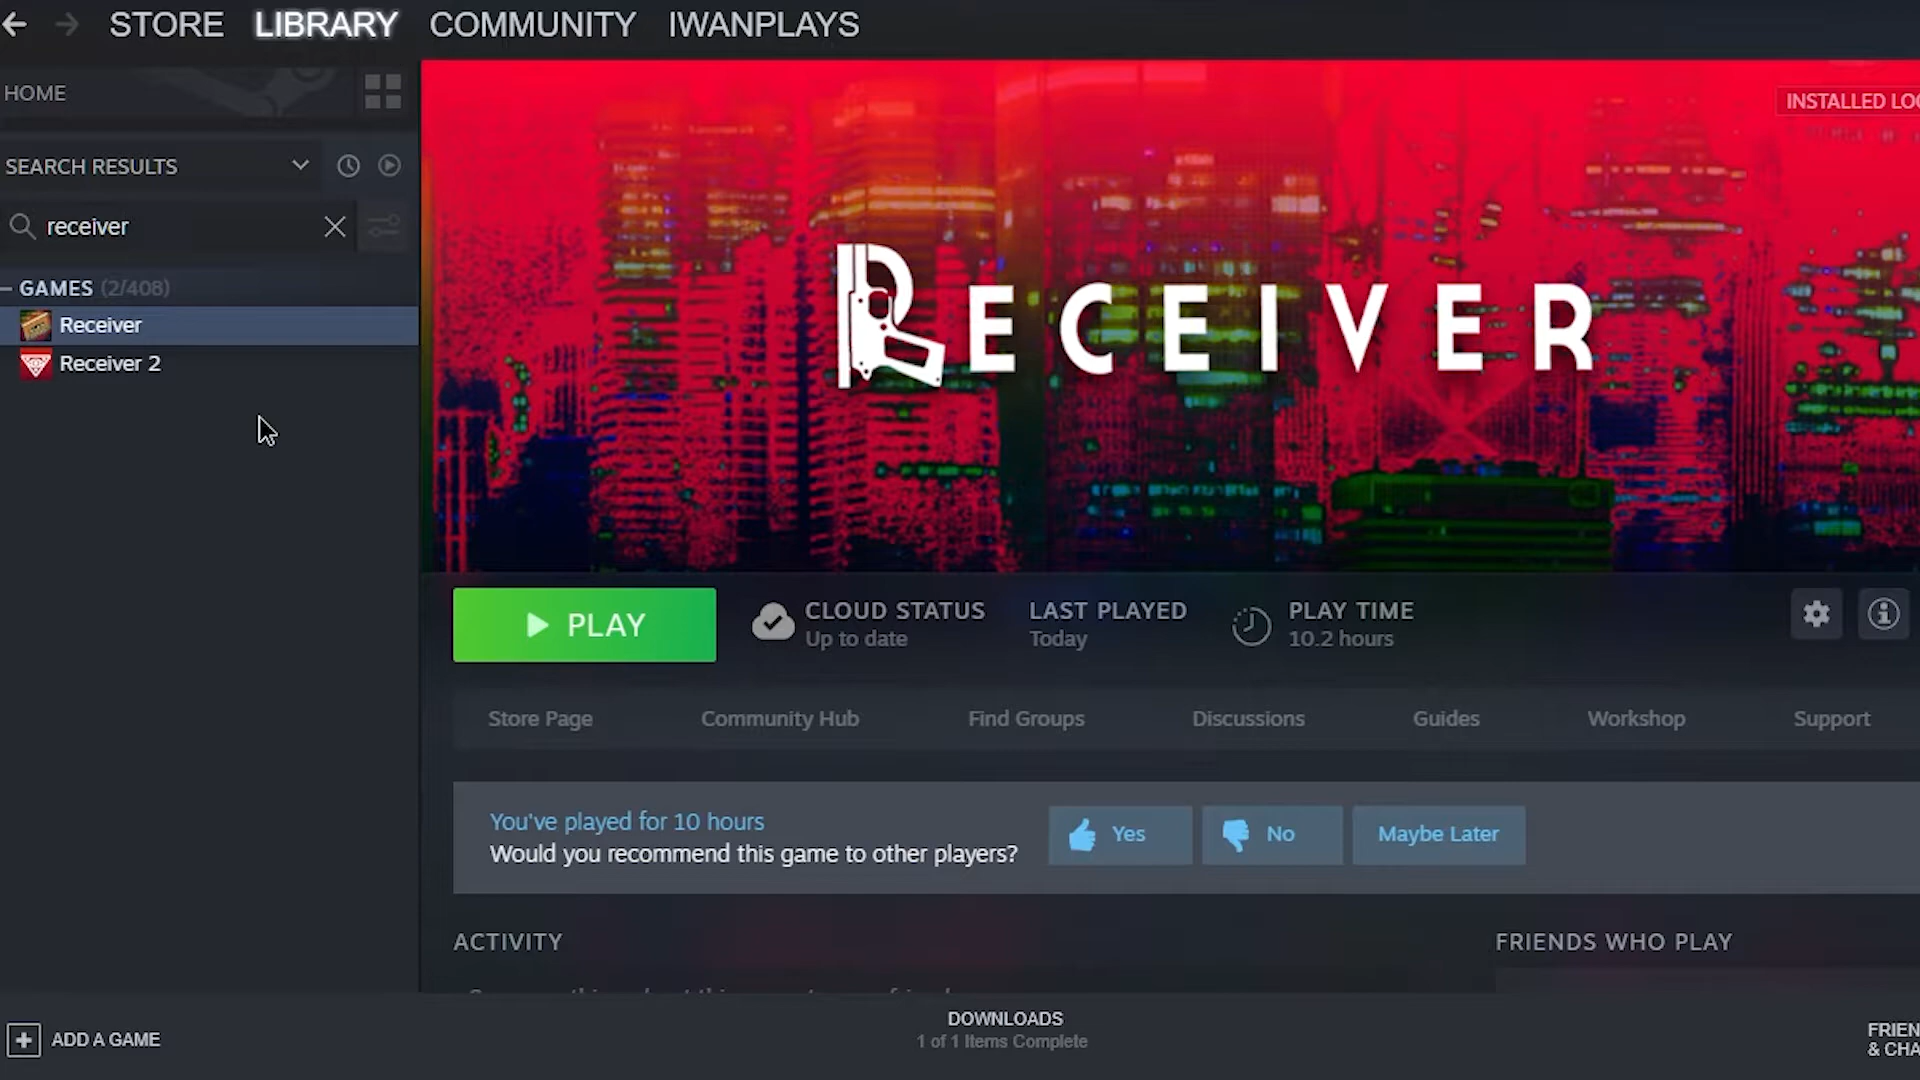 STORE LIBRARY COMMUNITY IWANPLAYS
HOME
SEARCH RESULTS
receiver
GAMES (2/408)
Receiver
Receiver 2
INSTALLED
RECEIVER
PLAY
CLOUD STATUS
Up to date
LAST PLAYED
Today
PLAY TIME
10.2 hours
Store Page
Community Hub
Find Groups
Discussions
Guides
Workshop
Support
You've played for 10 hours
Would you recommend this game to other players?
Yes
No
Maybe Later
ACTIVITY
FRIENDS WHO PLAY
ADD A GAME
DOWNLOADS
1 of 1 Items Complete
&